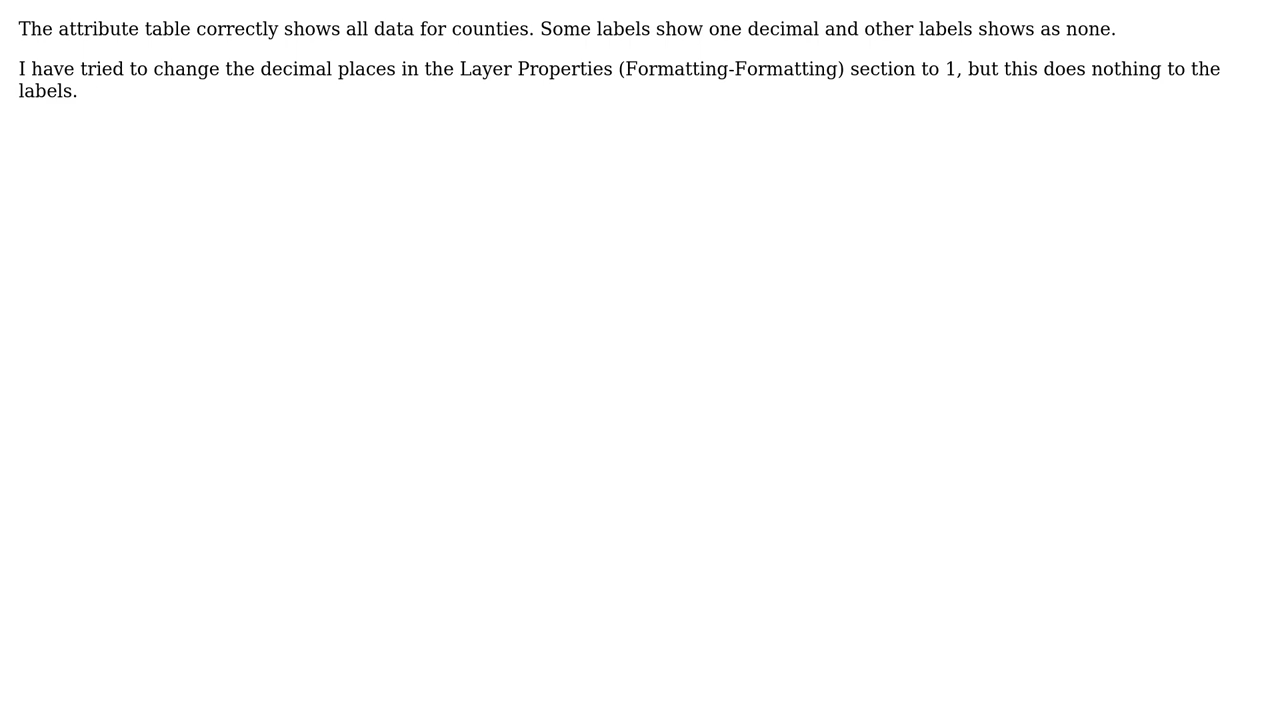 The attribute table correctly shows all data for counties. Some labels show one decimal and other labels shows as none.
I have tried to change the decimal places in the Layer Properties (Formatting-Formatting) section to 1, but this does nothing to the
labels.